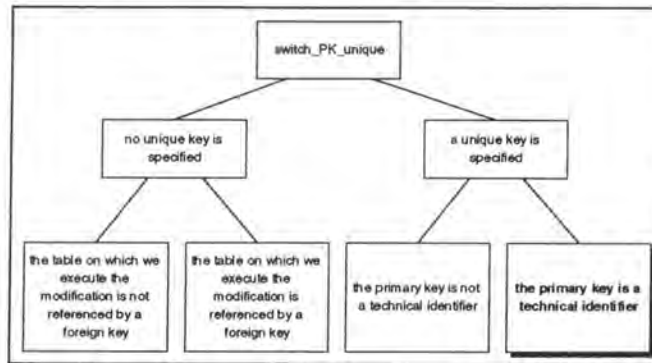 switch_PK_unique
no unique key is
specified
a unique key is
specified
the table on which we
execute the
modification is not
referenced by a
foreign key
the table on which we
execute the
modification is
referenced by a
foreign key
the primary key is not
a technical identifier
the primary key is a
technical identifier